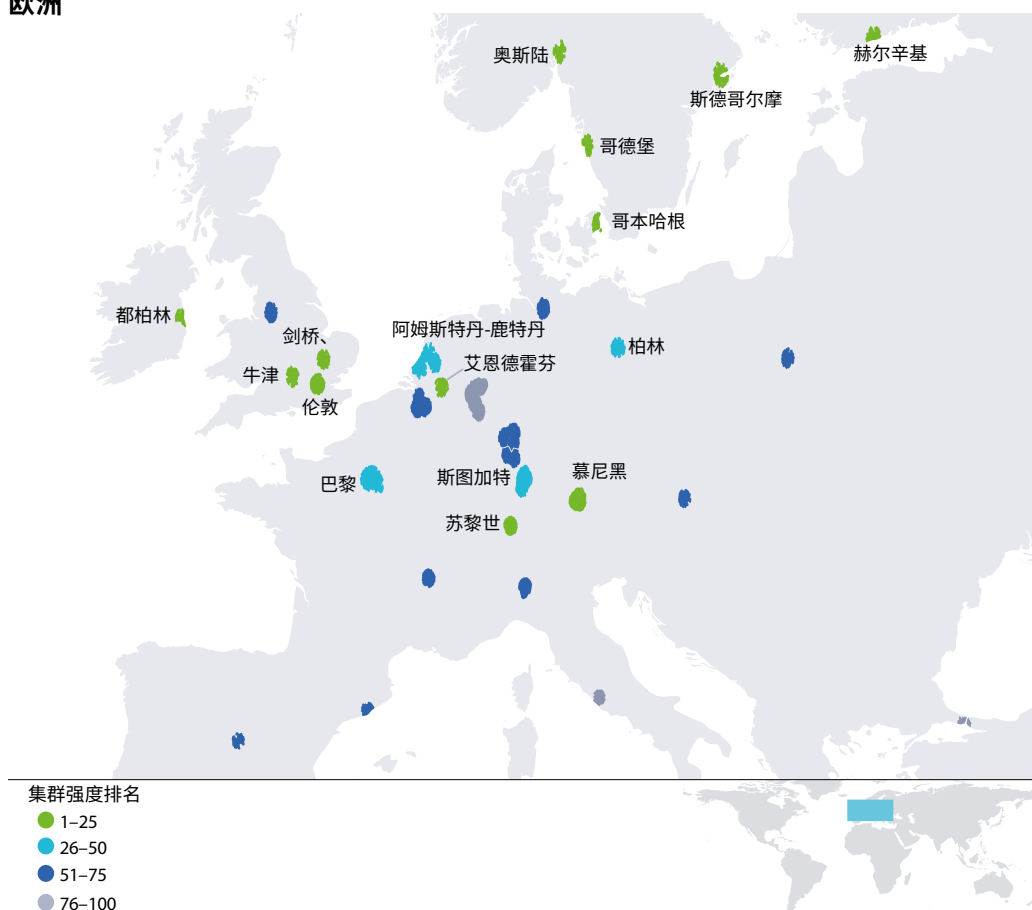 欧洲
奥斯陆
赫尔辛基
斯德哥尔摩
哥德堡
哥本哈根
都柏林
剑桥、
阿姆斯特丹-鹿特丹
柏林
艾恩德霍芬
牛津
伦敦
巴黎
斯图加特
慕尼黑
苏黎世
集群强度排名
1–25
26–50
51–75
76–100